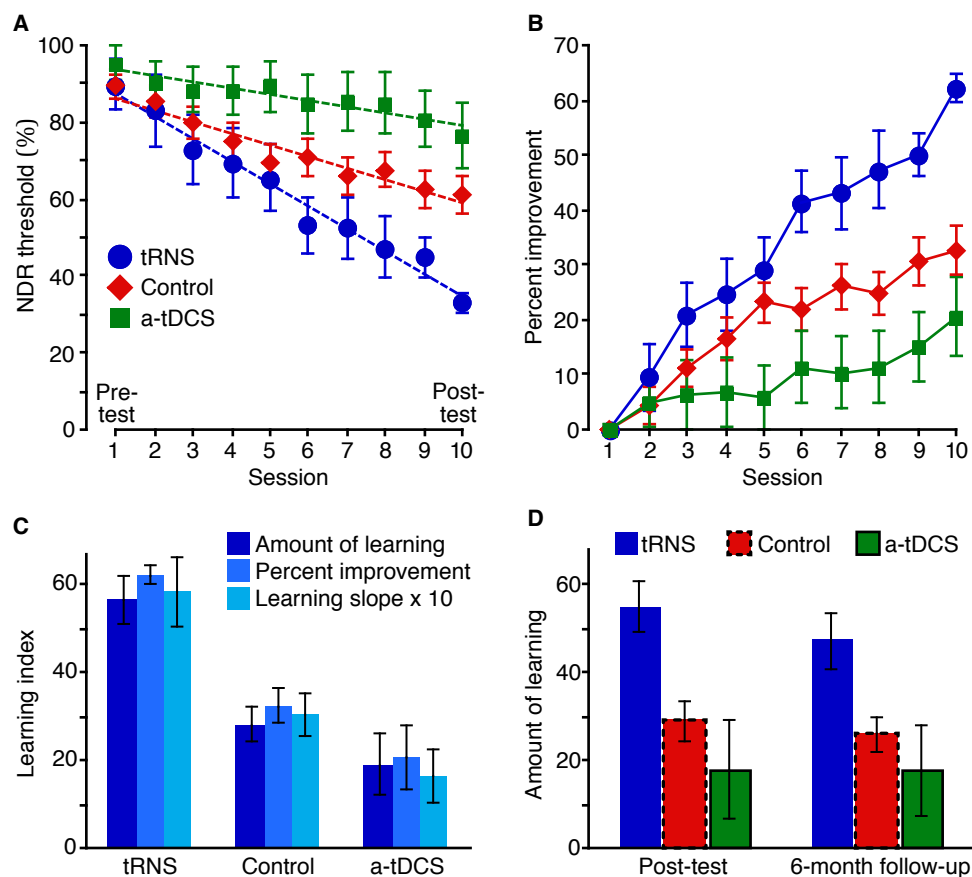 A
NDR threshold (%)
100
80
60
40
20
0
tRNS
Control
a-tDCS
Pre-
test
Post-
test
1 2 3 4 5 6 7 8 9 10
Session
B
Percent improvement
70
60
50
40
30
20
10
0
1 2 3 4 5 6 7 8 9 10
Session
C
Learning index
60
40
20
0
Amount of learning
Percent improvement
Learning slope x 10
tRNS Control a-tDCS
D
tRNS Control a-tDCS
Amount of learning
60
40
20
0
Post-test 6-month follow-up